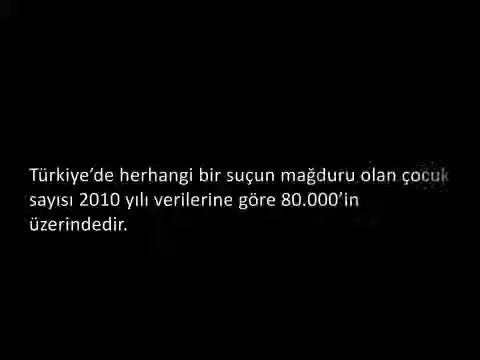 Türkiye’de herhangi bir suçun mağduru olan çocuk
sayısı 2010 yılı verilerine göre 80.000’in
üzerindedir.